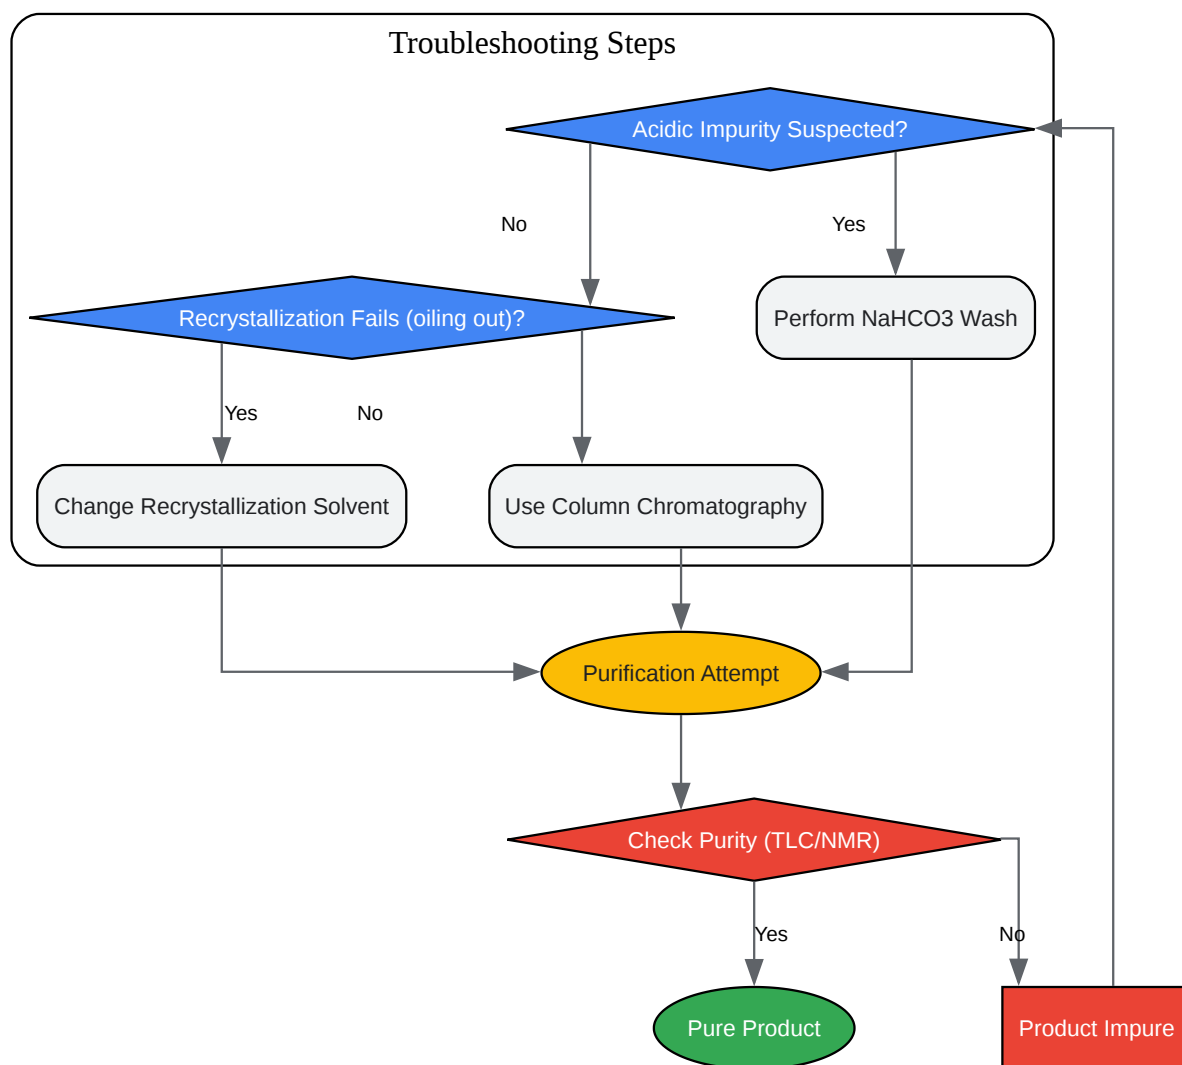 Troubleshooting Steps
Acidic Impurity Suspected?
No
Yes
Recrystallization Fails (oiling out)?
Perform NaHCO3 Wash
Yes
No
Change Recrystallization Solvent
Use Column Chromatography
Purification Attempt
Check Purity (TLC/NMR)
Yes
No
Pure Product
Product Impure